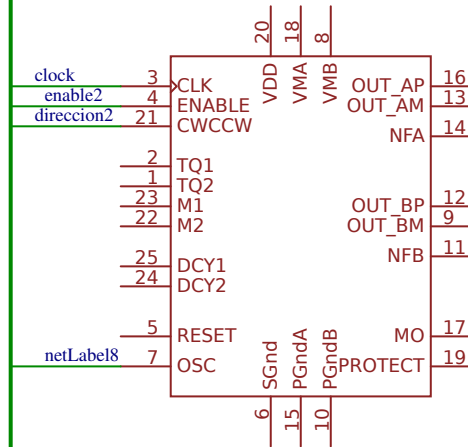 20 18 8
VDD VMA VMB
clock 3 CLK OUT_AP 16
enable2 4 ENABLE OUT_AM 13
direccion2 21 CWCCW
NFA 14
2 TQ1
1 TQ2
23 M1 OUT_BP 12
22 M2 OUT_BM 9
25 DCY1 NFB 11
24 DCY2
5 RESET MO 17
netLabel8 7 OSC PROTECT 19
SGnd PGndA PGndB
6 15 10